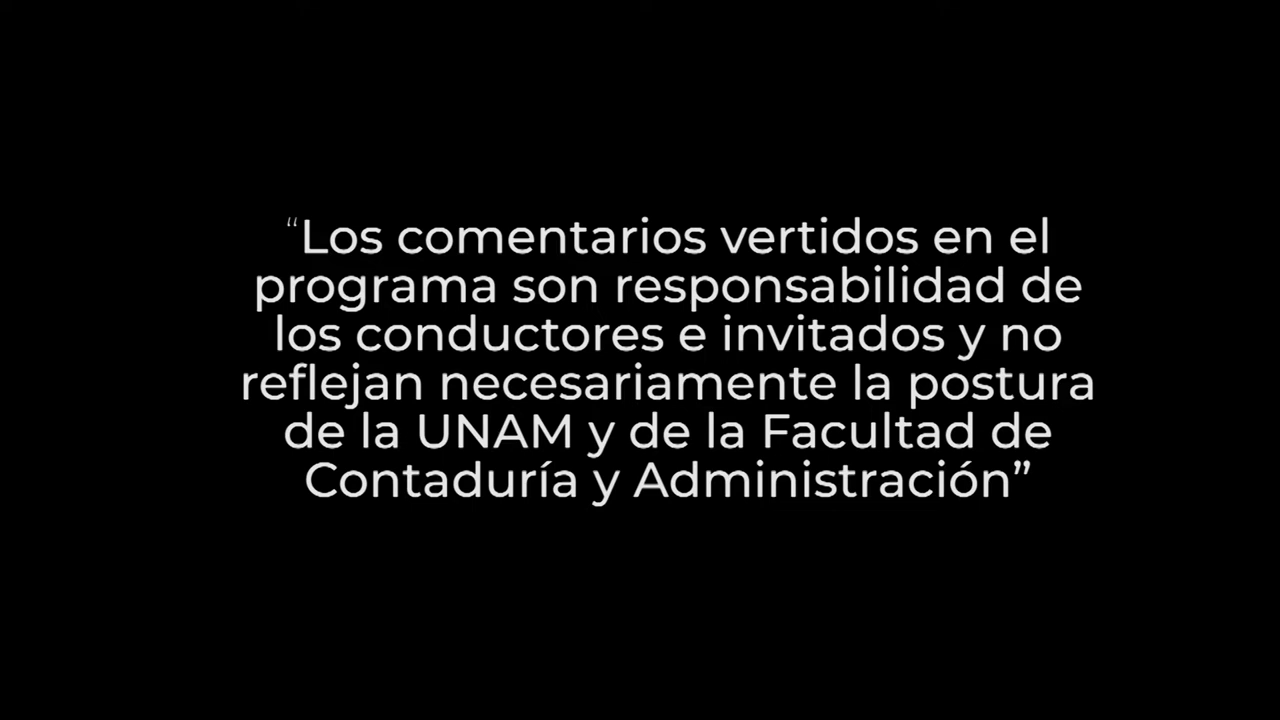 “Los comentarios vertidos en el
programa son responsabilidad de
los conductores e invitados y no
reflejan necesariamente la postura
de la UNAM y de la Facultad de
Contaduría y Administración”